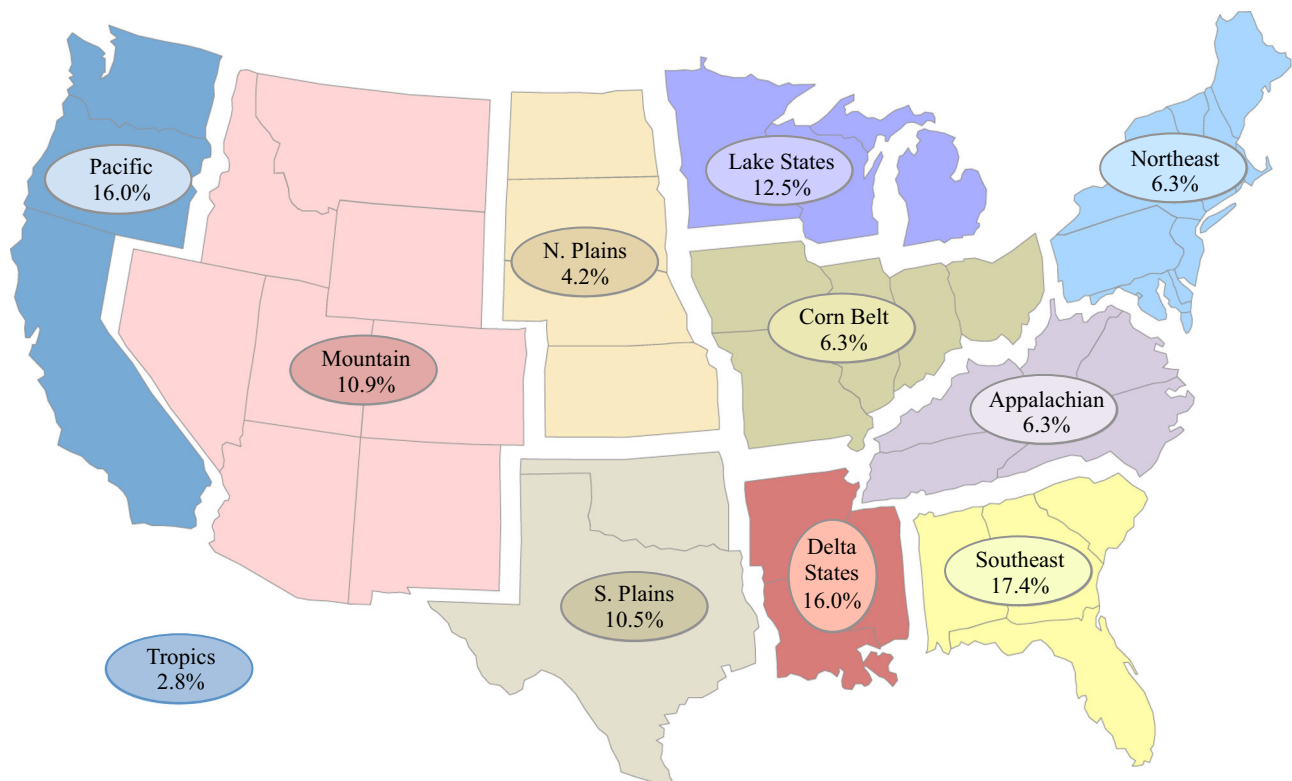 Pacific
16.0%
Lake States
12.5%
Northeast
6.3%
N. Plains
4.2%
Corn Belt
6.3%
Mountain
10.9%
Appalachian
6.3%
Delta
States
16.0%
Southeast
17.4%
S. Plains
10.5%
Tropics
2.8%